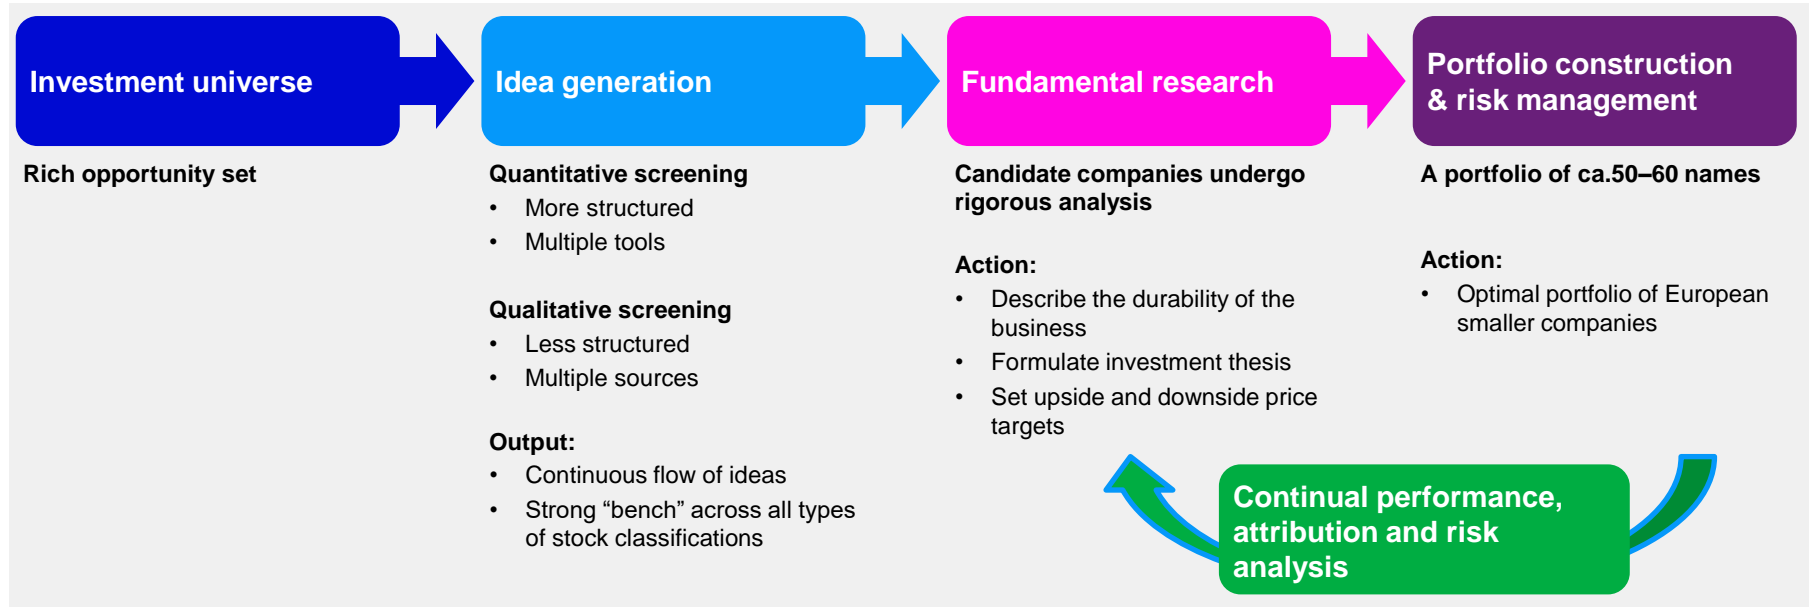 Investment universe
Rich opportunity set
Idea generation
Quantitative screening
• More structured
• Multiple tools
Qualitative screening
• Less structured
• Multiple sources
Output:
• Continuous flow of ideas
• Strong “bench” across all types
of stock classifications
Fundamental research
Candidate companies undergo
rigorous analysis
Action:
• Describe the durability of the
business
• Formulate investment thesis
• Set upside and downside price
targets
Portfolio construction
& risk management
A portfolio of ca.50–60 names
Action:
• Optimal portfolio of European
smaller companies
Continual performance,
attribution and risk
analysis